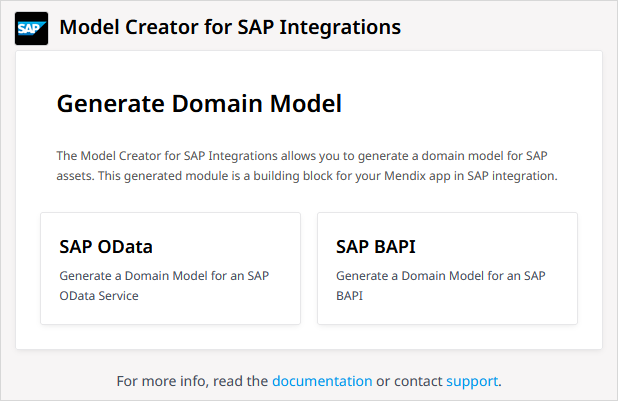 SAP Model Creator for SAP Integrations
Generate Domain Model
The Model Creator for SAP Integrations allows you to generate a domain model for SAP
assets. This generated module is a building block for your Mendix app in SAP integration.
SAP OData
Generate a Domain Model for an SAP
OData Service
SAP BAPI
Generate a Domain Model for an SAP
BAPI
For more info, read the documentation or contact support.